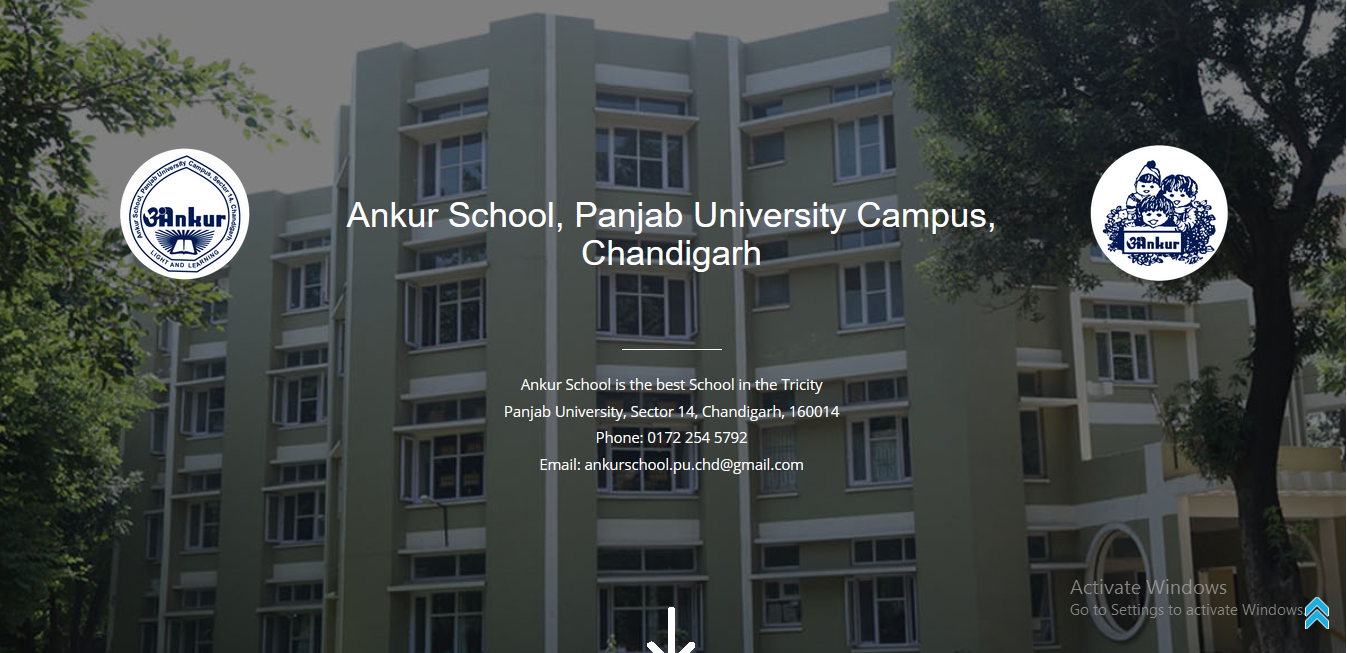 Ankur School, Panjab University Campus, Sector 14, Chandigarh.
अAnkur
LIGHT AND LEARNING
Ankur School, Panjab University Campus,
Chandigarh
अAnkur
Ankur School is the best School in the Tricity
Panjab University, Sector 14, Chandigarh, 160014
Phone: 0172 254 5792
Email: ankurschool.pu.chd@gmail.com
Activate Windows
Go to Settings to activate Windows.